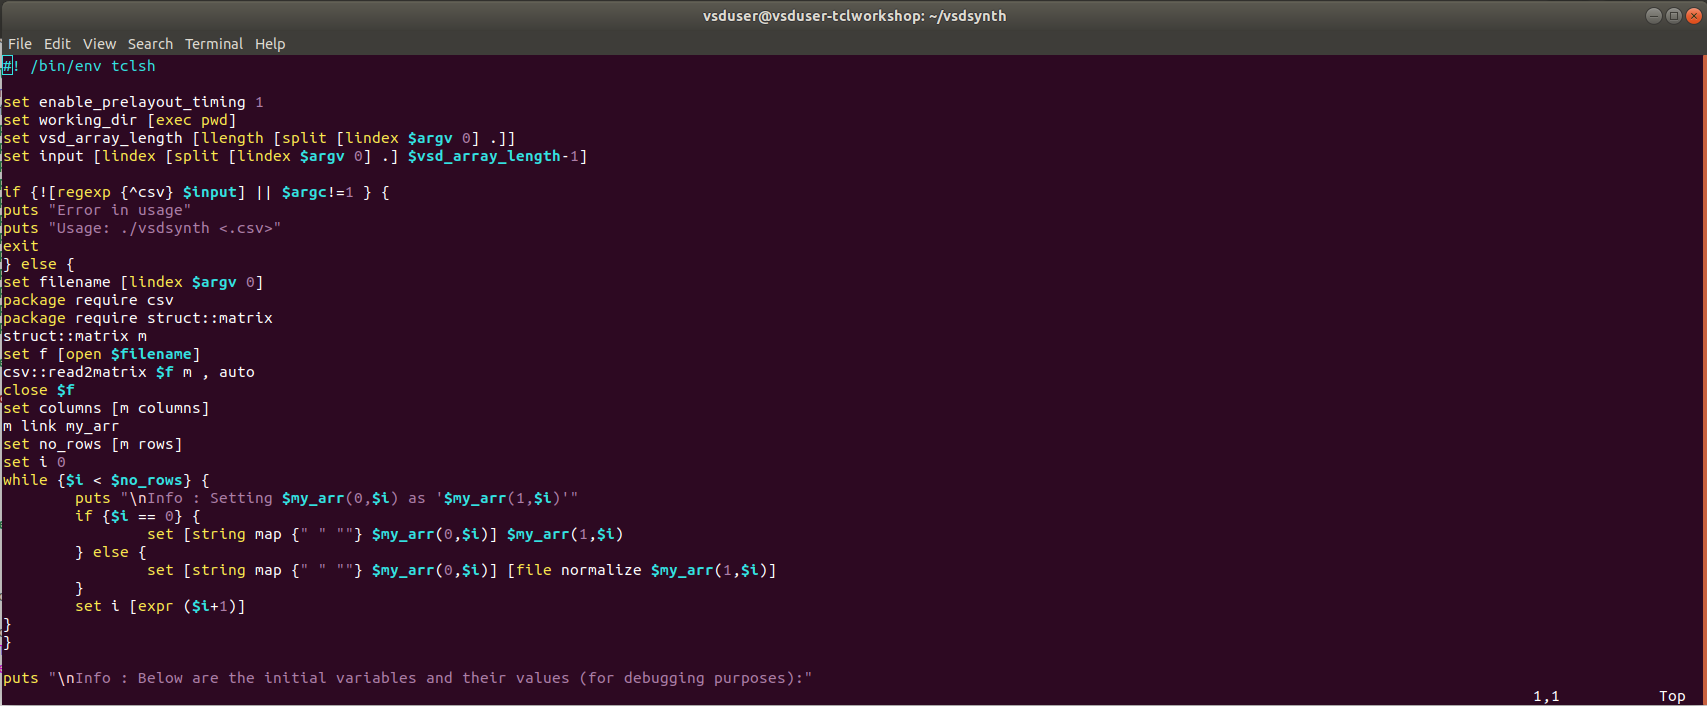 vsduser@vsduser-tclworkshop: ~/vsdsynth
File Edit View Search Terminal Help
#! /bin/env tclsh

set enable_prelayout_timing 1
set working_dir [exec pwd]
set vsd_array_length [llength [split [lindex $argv 0] .]]
set input [lindex [split [lindex $argv 0] .] $vsd_array_length-1]

if {![regexp {^csv} $input] || $argc!=1 } {
puts "Error in usage"
puts "Usage: ./vsdsynth <.csv>"
exit
} else {
set filename [lindex $argv 0]
package require csv
package require struct::matrix
struct::matrix m
set f [open $filename]
csv::read2matrix $f m , auto
close $f
set columns [m columns]
m link my_arr
set no_rows [m rows]
set i 0
while {$i < $no_rows} {
        puts "\nInfo : Setting $my_arr(0,$i) as '$my_arr(1,$i)'"
        if {$i == 0} {
                set [string map {" " ""} $my_arr(0,$i)] $my_arr(1,$i)
        } else {
                set [string map {" " ""} $my_arr(0,$i)] [file normalize $my_arr(1,$i)]
        }
        set i [expr ($i+1)]
}
}

puts "\nInfo : Below are the initial variables and their values (for debugging purposes):"
1,1 Top